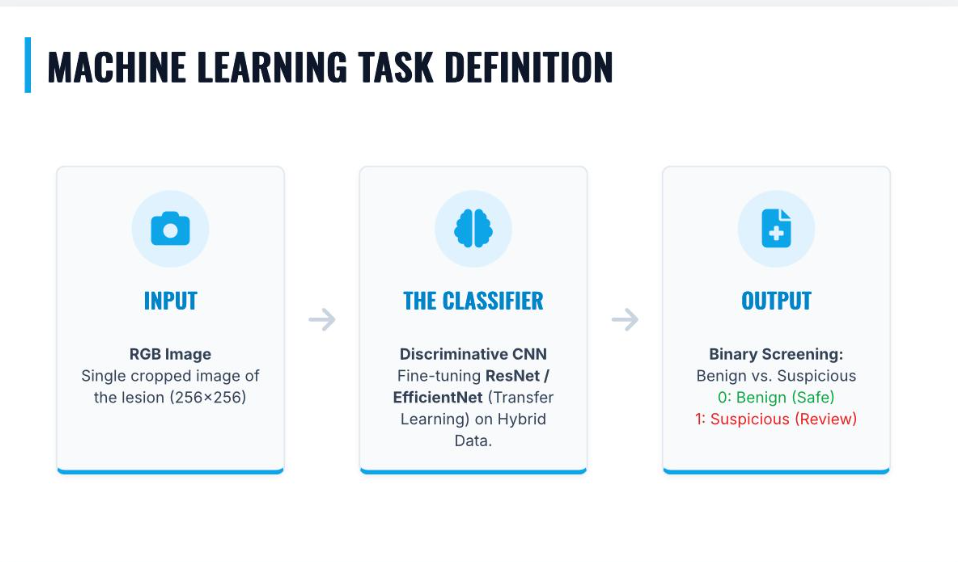 MACHINE LEARNING TASK DEFINITION
INPUT
RGB Image
Single cropped image of
the lesion (256×256)
THE CLASSIFIER
Discriminative CNN
Fine-tuning ResNet /
EfficientNet (Transfer
Learning) on Hybrid
Data.
OUTPUT
Binary Screening:
Benign vs. Suspicious
0: Benign (Safe)
1: Suspicious (Review)